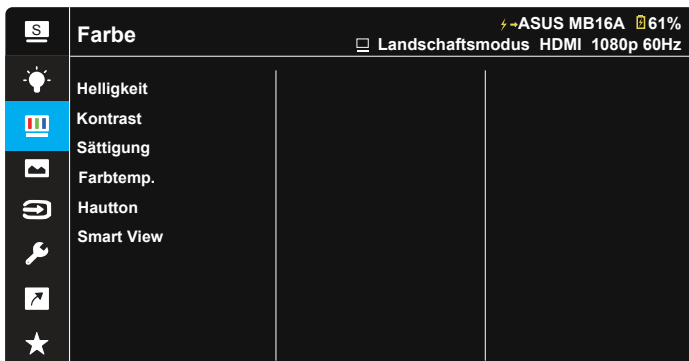 S
Farbe
ASUS MB16A 61%
Landschaftsmodus HDMI 1080p 60Hz
Helligkeit
Kontrast
Sättigung
Farbtemp.
Hautton
Smart View